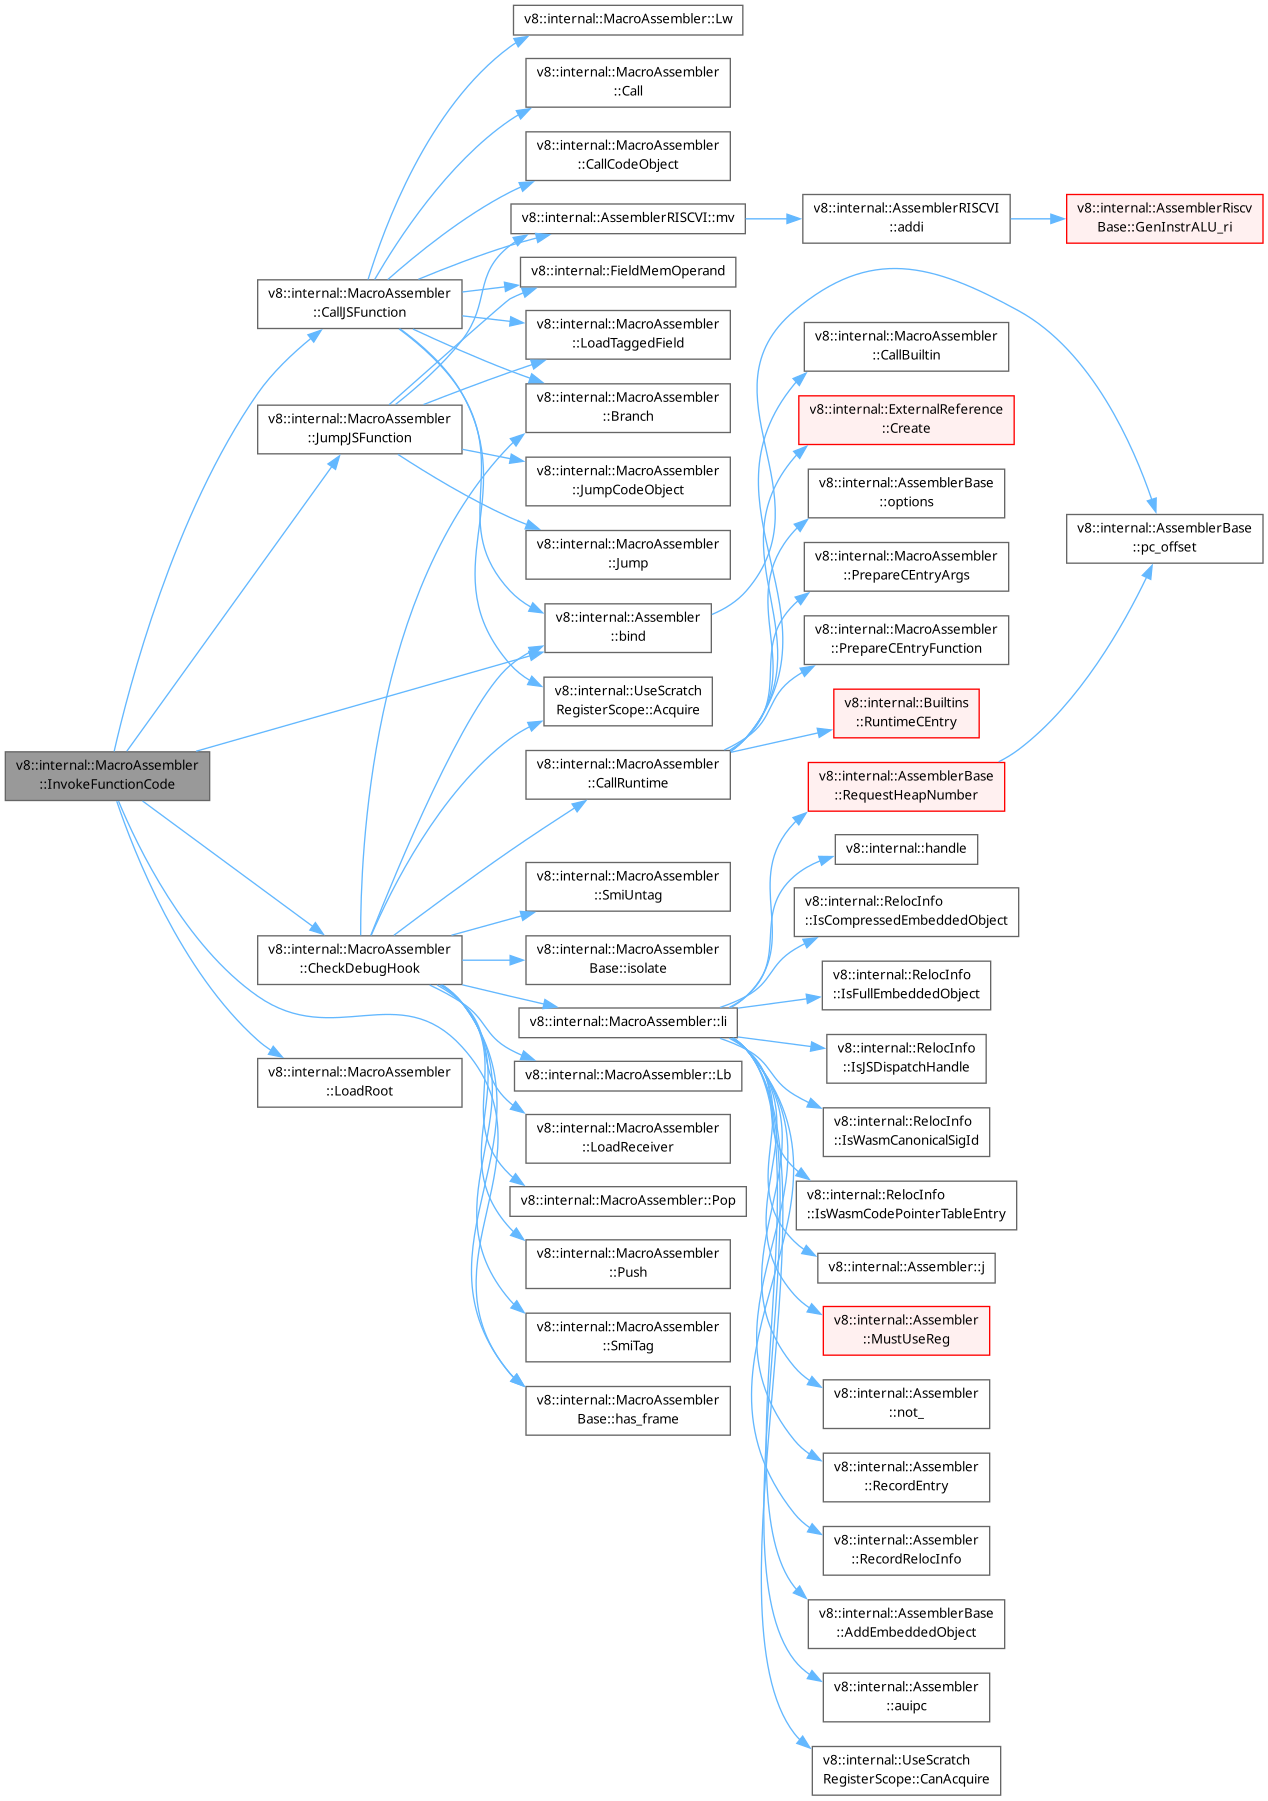 v8::internal::MacroAssembler
::InvokeFunctionCode
v8::internal::MacroAssembler
::CallJSFunction
v8::internal::MacroAssembler
::JumpJSFunction
v8::internal::MacroAssembler
::CheckDebugHook
v8::internal::MacroAssembler
::LoadRoot
v8::internal::MacroAssembler::Lw
v8::internal::MacroAssembler
::Call
v8::internal::MacroAssembler
::CallCodeObject
v8::internal::AssemblerRISCVI::mv
v8::internal::FieldMemOperand
v8::internal::MacroAssembler
::LoadTaggedField
v8::internal::MacroAssembler
::Branch
v8::internal::MacroAssembler
::JumpCodeObject
v8::internal::MacroAssembler
::Jump
v8::internal::Assembler
::bind
v8::internal::UseScratch
RegisterScope::Acquire
v8::internal::MacroAssembler
::CallRuntime
v8::internal::MacroAssembler
::SmiUntag
v8::internal::MacroAssembler
Base::isolate
v8::internal::MacroAssembler::li
v8::internal::MacroAssembler::Lb
v8::internal::MacroAssembler
::LoadReceiver
v8::internal::MacroAssembler::Pop
v8::internal::MacroAssembler
::Push
v8::internal::MacroAssembler
::SmiTag
v8::internal::MacroAssembler
Base::has_frame
v8::internal::AssemblerRISCVI
::addi
v8::internal::MacroAssembler
::CallBuiltin
v8::internal::ExternalReference
::Create
v8::internal::AssemblerBase
::options
v8::internal::MacroAssembler
::PrepareCEntryArgs
v8::internal::MacroAssembler
::PrepareCEntryFunction
v8::internal::Builtins
::RuntimeCEntry
v8::internal::AssemblerBase
::RequestHeapNumber
v8::internal::handle
v8::internal::RelocInfo
::IsCompressedEmbeddedObject
v8::internal::RelocInfo
::IsFullEmbeddedObject
v8::internal::RelocInfo
::IsJSDispatchHandle
v8::internal::RelocInfo
::IsWasmCanonicalSigId
v8::internal::RelocInfo
::IsWasmCodePointerTableEntry
v8::internal::Assembler::j
v8::internal::Assembler
::MustUseReg
v8::internal::Assembler
::not_
v8::internal::Assembler
::RecordEntry
v8::internal::Assembler
::RecordRelocInfo
v8::internal::AssemblerBase
::AddEmbeddedObject
v8::internal::Assembler
::auipc
v8::internal::UseScratch
RegisterScope::CanAcquire
v8::internal::AssemblerRiscv
Base::GenInstrALU_ri
v8::internal::AssemblerBase
::pc_offset